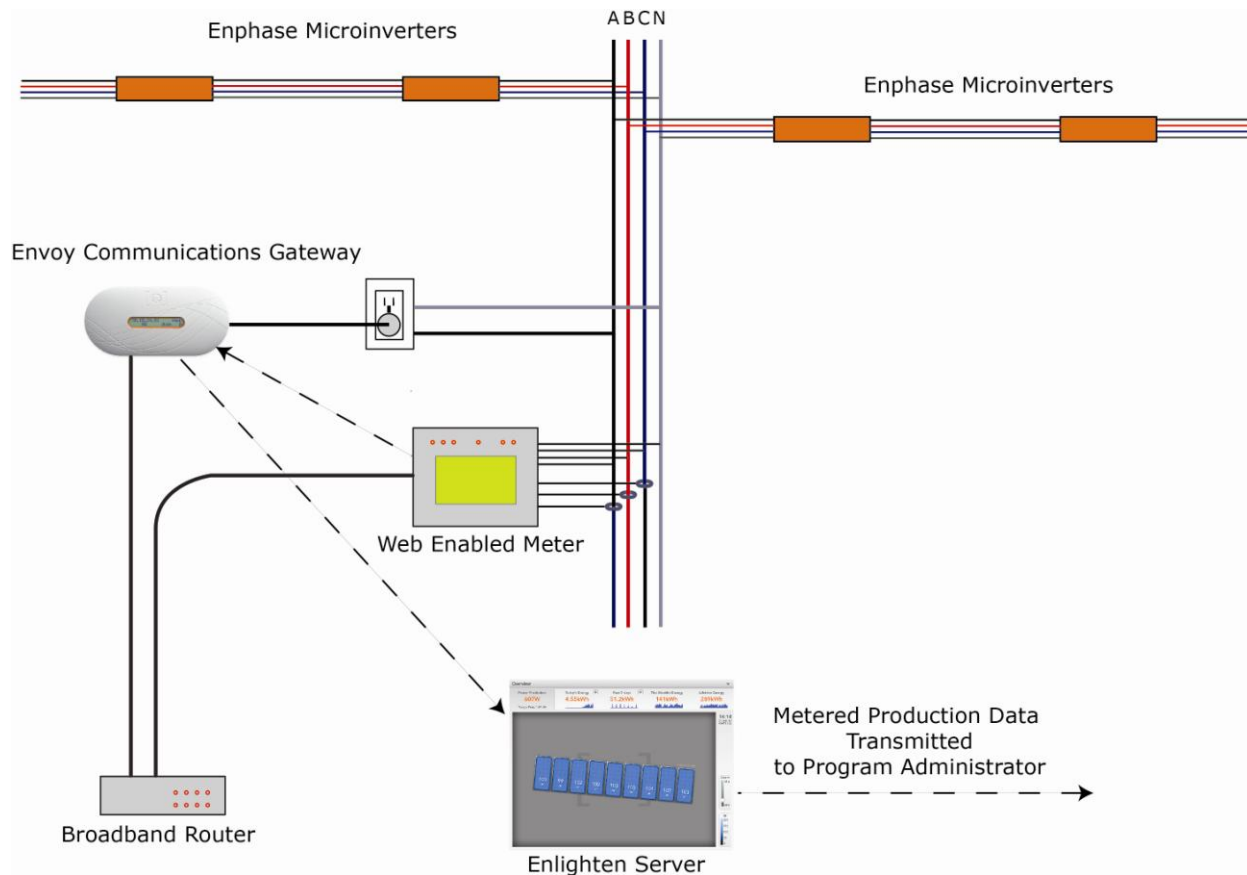 A B C N
Enphase Microinverters
Enphase Microinverters
Envoy Communications Gateway
Web Enabled Meter
Metered Production Data
Transmitted
to Program Administrator
Broadband Router
Enlighten Server